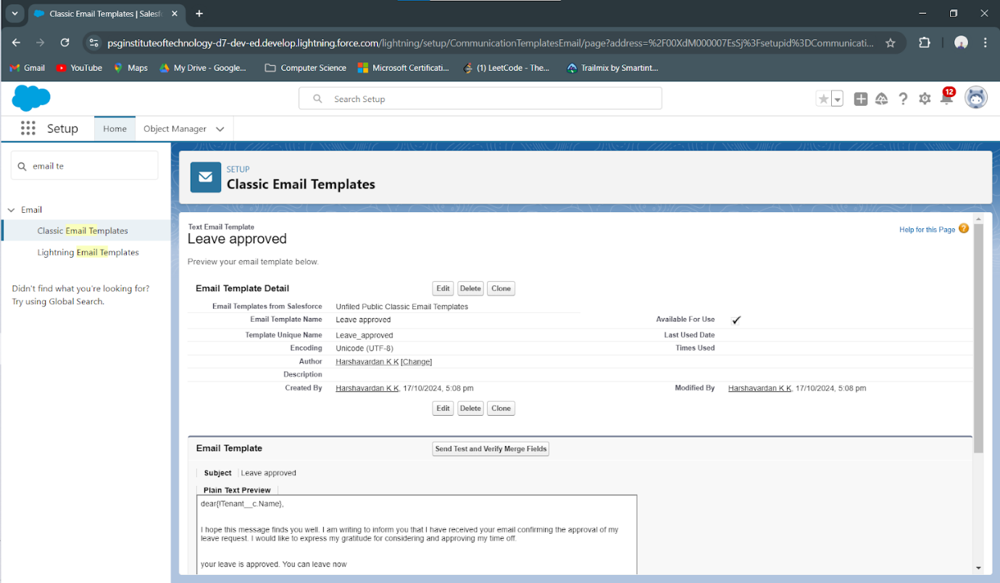 Classic Email Templates | Salesf
psginstituteoftechnology-d7-dev-ed.develop.lightning.force.com/lightning/setup/CommunicationTemplatesEmail/page?address=%2F00XdM000007EsSj%3Fsetupid%3DCommunicati...
Gmail YouTube Maps My Drive - Google... Computer Science Microsoft Certificati... (1) LeetCode - The... Trailmix by Smartint...
Search Setup
12
Setup Home Object Manager
email te
Email
Classic Email Templates
Lightning Email Templates
Didn't find what you're looking for?
Try using Global Search.
SETUP
Classic Email Templates
Text Email Template
Leave approved
Help for this Page ?
Preview your email template below.
Email Template Detail Edit Delete Clone
Email Templates from Salesforce Unfiled Public Classic Email Templates
Email Template Name Leave approved Available For Use ✓
Template Unique Name Leave_approved Last Used Date
Encoding Unicode (UTF-8) Times Used
Author Harshavardan K K [Change]
Description
Created By Harshavardan K K, 17/10/2024, 5:08 pm Modified By Harshavardan K K, 17/10/2024, 5:08 pm
Edit Delete Clone
Email Template Send Test and Verify Merge Fields
Subject Leave approved
Plain Text Preview
dear{!Tenant__c.Name},
I hope this message finds you well. I am writing to inform you that I have received your email confirming the approval of my
leave request. I would like to express my gratitude for considering and approving my time off.
your leave is approved. You can leave now